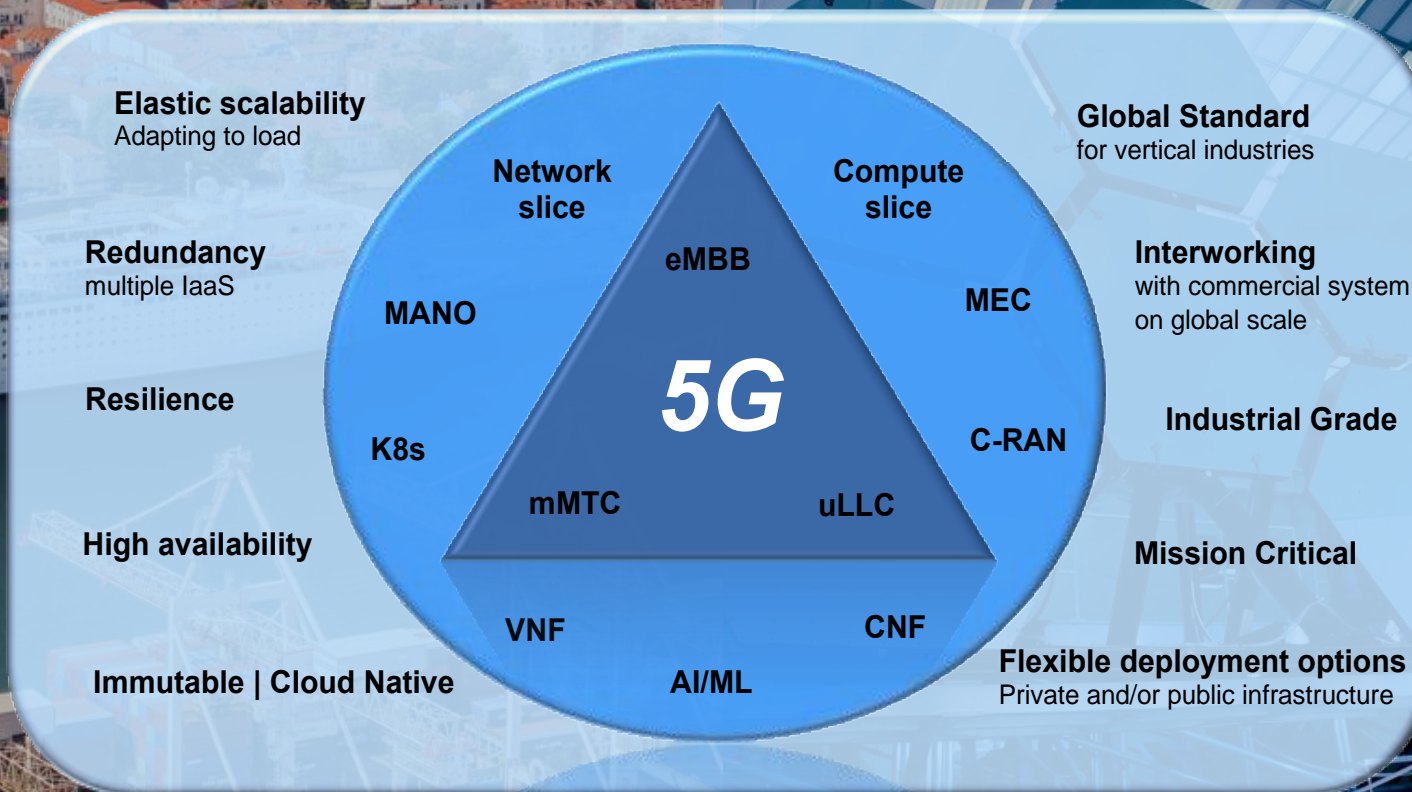 Elastic scalability
Adapting to load
Redundancy
multiple IaaS
Resilience
High availability
Immutable | Cloud Native
Network
slice
Compute
slice
eMBB
MANO
MEC
5G
K8s
C-RAN
mMTC
uLLC
VNF
CNF
AI/ML
Global Standard
for vertical industries
Interworking
with commercial system
on global scale
Industrial Grade
Mission Critical
Flexible deployment options
Private and/or public infrastructure